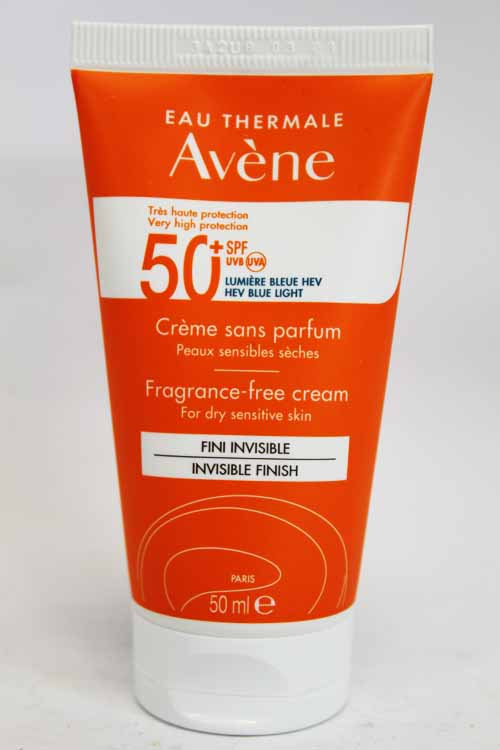 EAU THERMALE
Avène
Très haute protection
Very high protection
50+ SPF
UVB UVA
LUMIÈRE BLEUE HEV
HEV BLUE LIGHT
Crème sans parfum
Peaux sensibles sèches
Fragrance-free cream
For dry sensitive skin
FINI INVISIBLE
INVISIBLE FINISH
PARIS
50 ml e